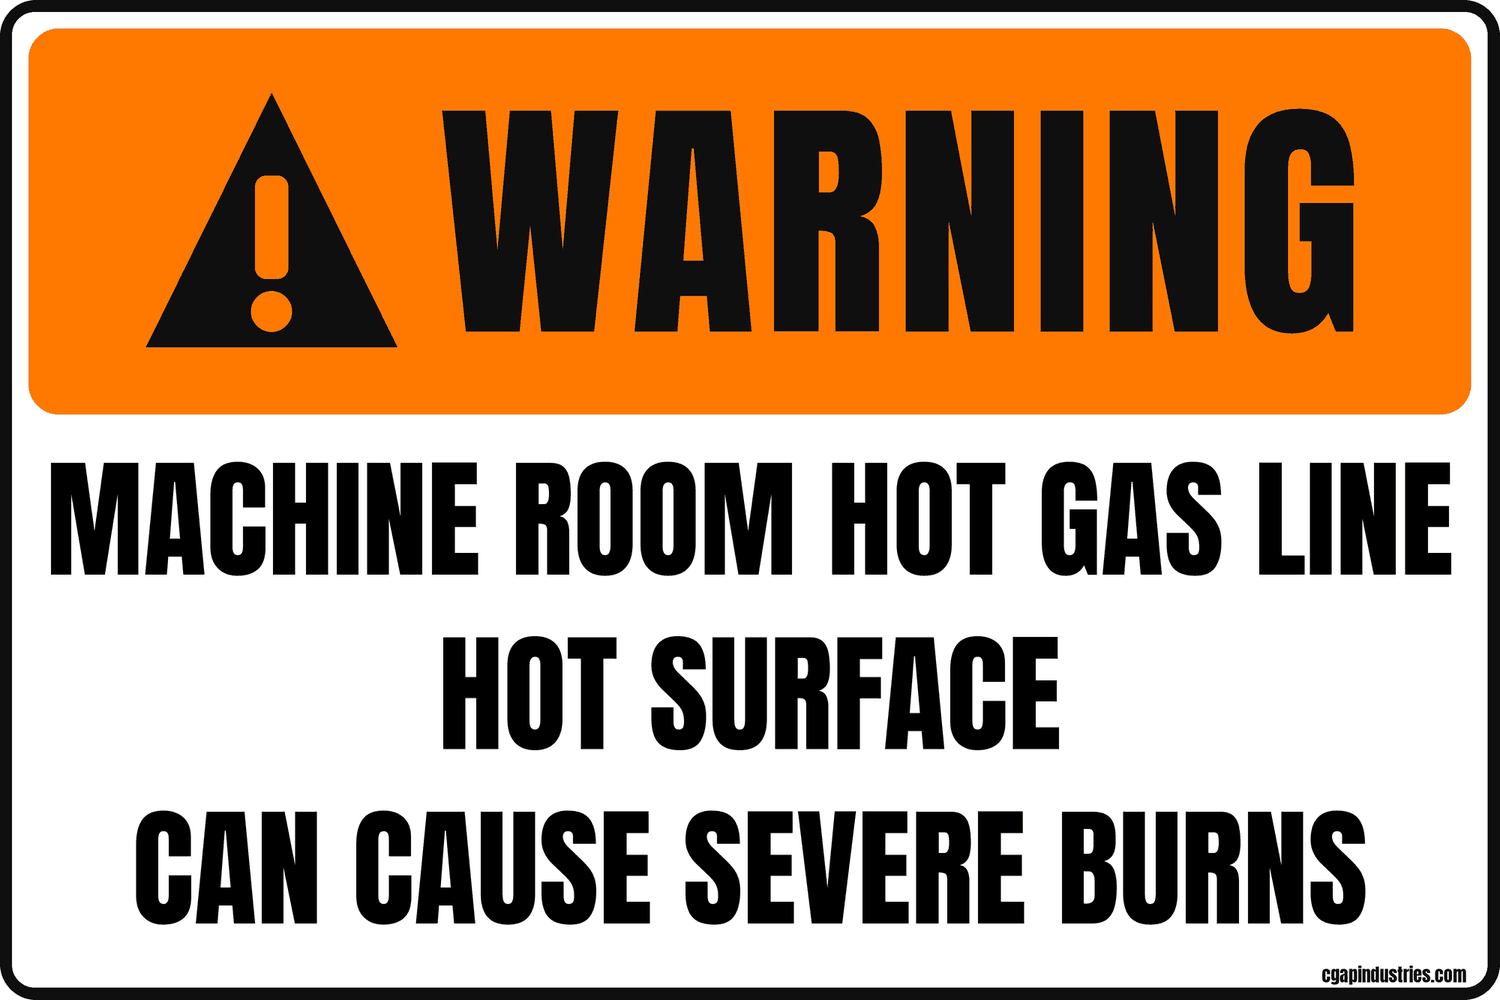 WARNING
MACHINE ROOM HOT GAS LINE
HOT SURFACE
CAN CAUSE SEVERE BURNS
cgapindustries.com